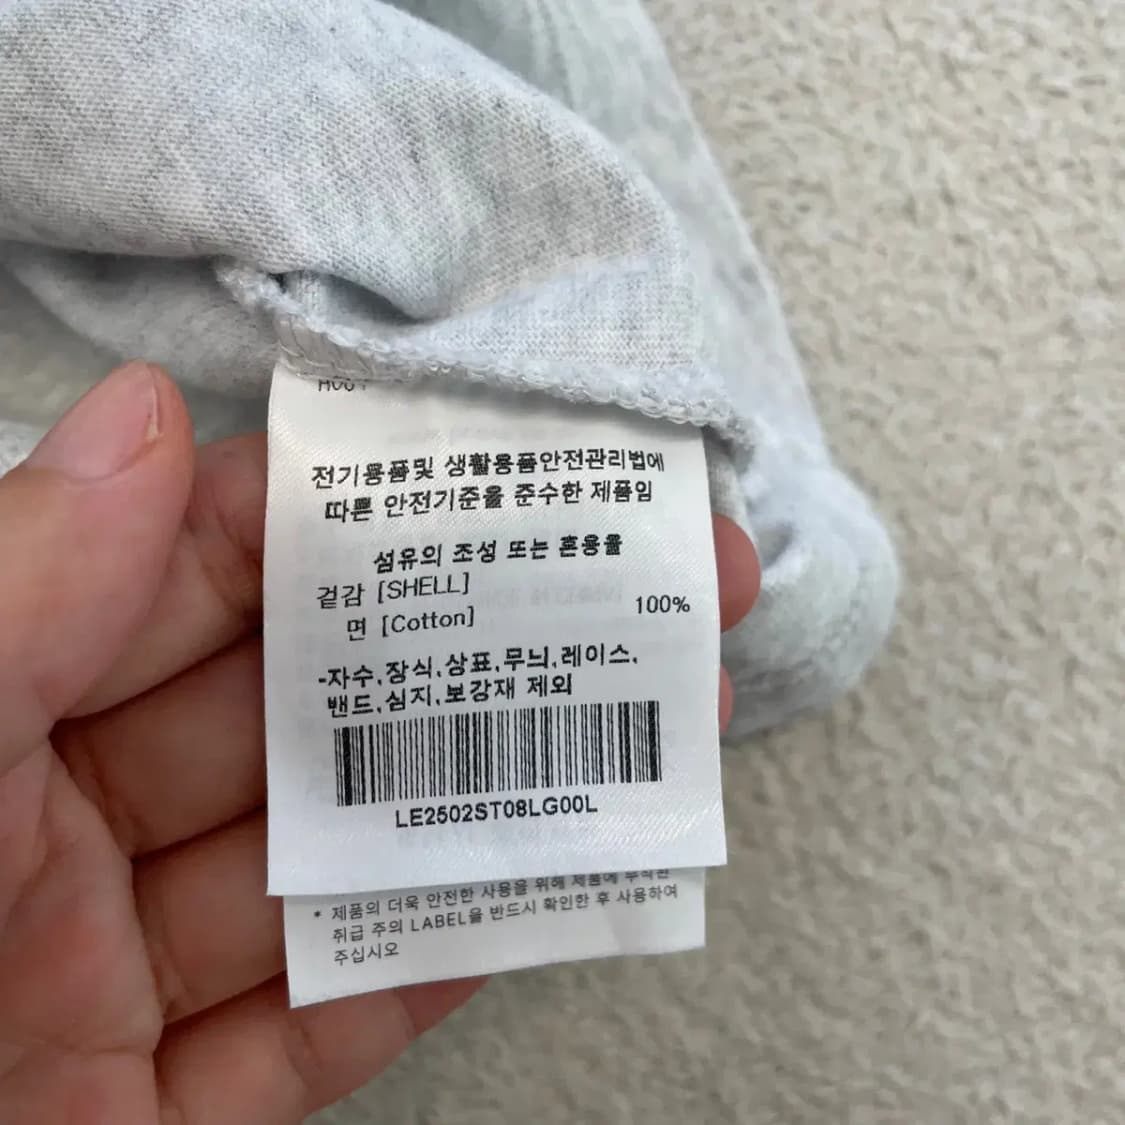 전기용품및 생활용품안전관리법에
따른 안전기준을 준수한 제품임
섬유의 조성 또는 혼용율
겉감 [SHELL]
면 [Cotton] 100%
-자수,장식,상표,무늬,레이스,
밴드,심지,보강재 제외
LE2502ST08LG00L
* 제품의 더욱 안전한 사용을 위해 제품에 부착된
취급 주의 LABEL을 반드시 확인한 후 사용하여
주십시오